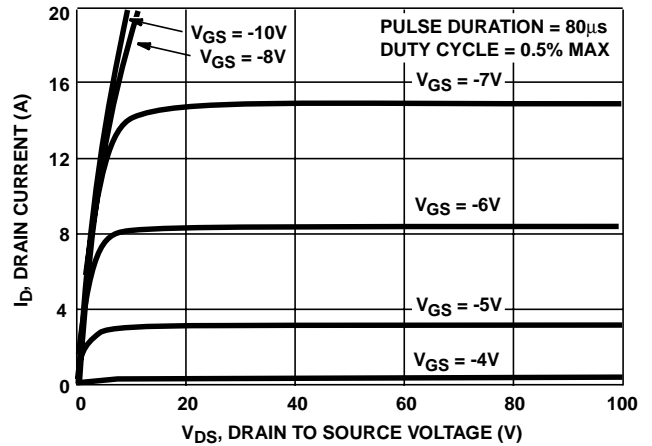 20
V_GS = -10V
V_GS = -8V
PULSE DURATION = 80µs
DUTY CYCLE = 0.5% MAX
V_GS = -7V
16
12
V_GS = -6V
8
V_GS = -5V
4
V_GS = -4V
0
0 20 40 60 80 100
I_D, DRAIN CURRENT (A)
V_DS, DRAIN TO SOURCE VOLTAGE (V)